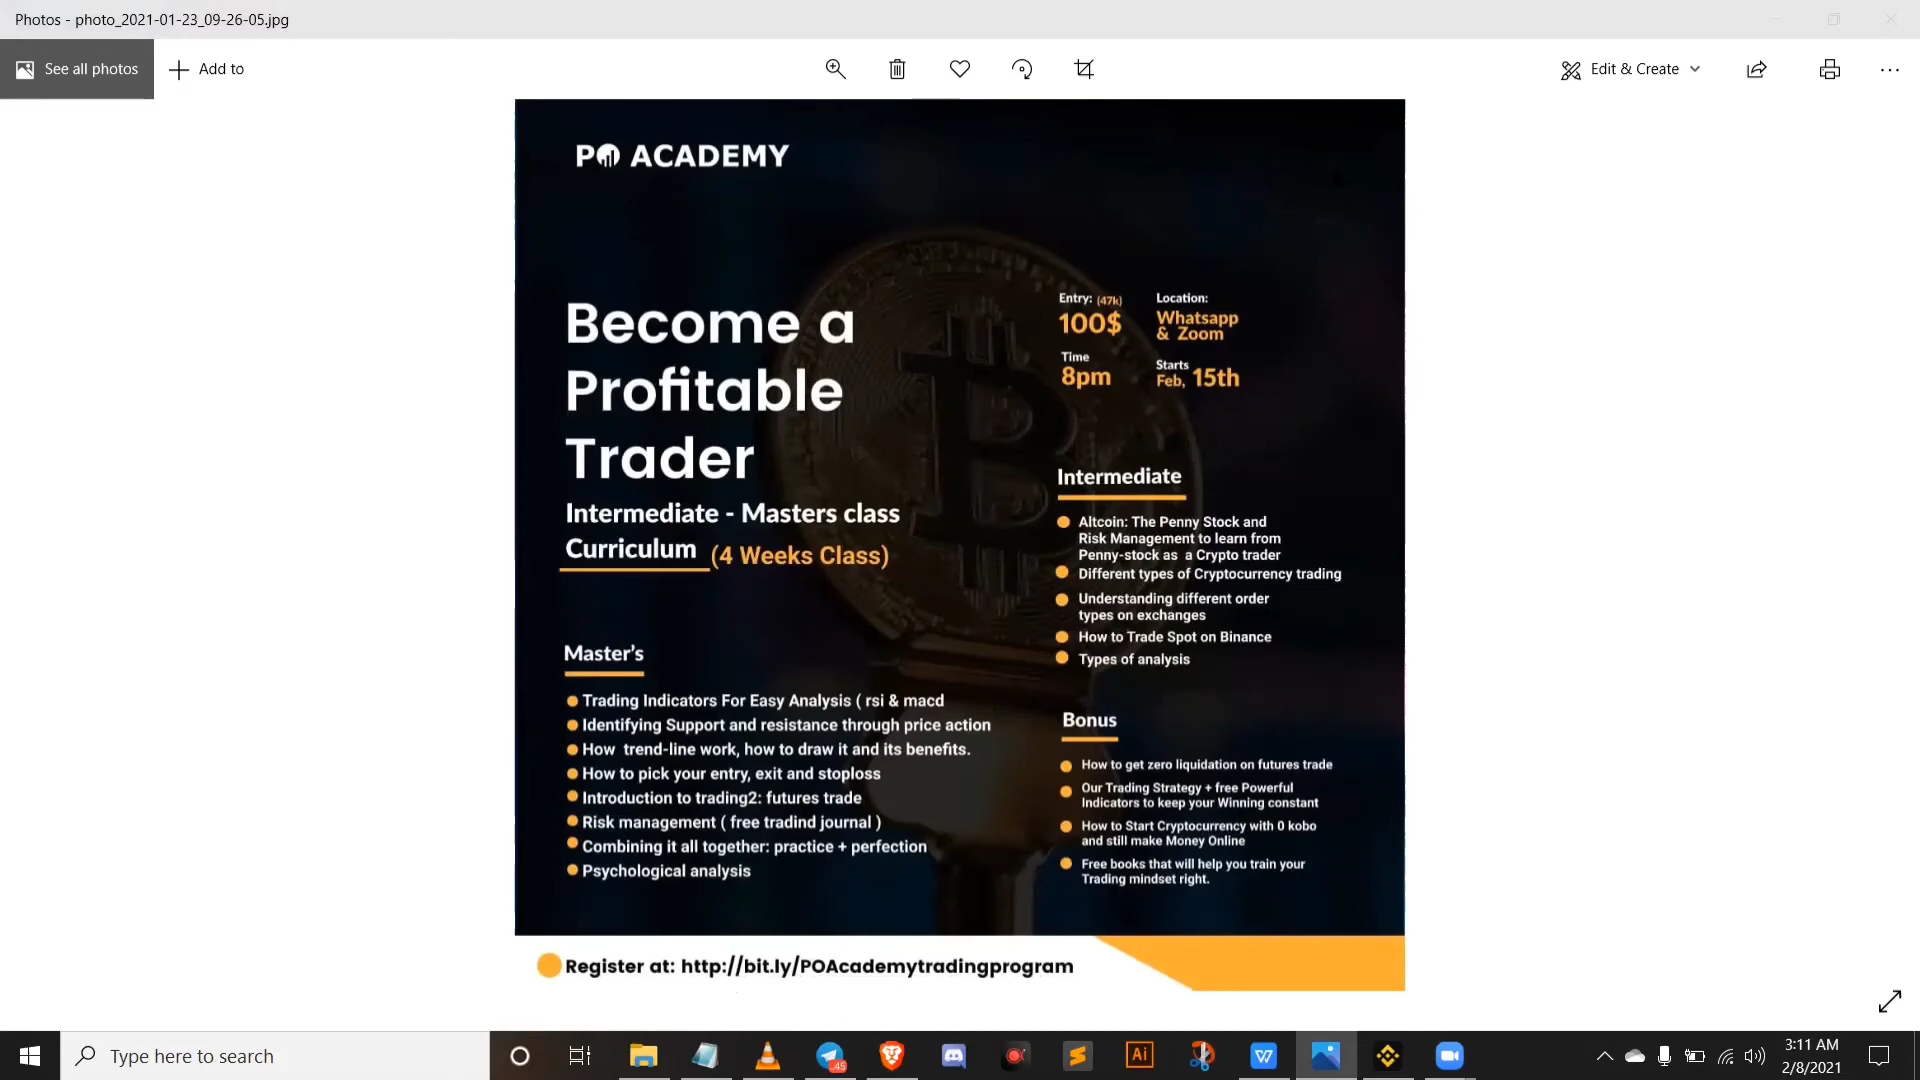 Photos - photo_2021-01-23_09-26-05.jpg
See all photos
Add to
Edit & Create
PO ACADEMY
Become a
Profitable
Trader
Intermediate - Masters class
Curriculum (4 Weeks Class)
Entry: (47k)
100$
Location:
Whatsapp
& Zoom
Time
8pm
Starts
Feb, 15th
Intermediate
Altcoin: The Penny Stock and
Risk Management to learn from
Penny-stock as a Crypto trader
Different types of Cryptocurrency trading
Understanding different order
types on exchanges
How to Trade Spot on Binance
Types of analysis
Master's
Trading Indicators For Easy Analysis ( rsi & macd
Identifying Support and resistance through price action
How trend-line work, how to draw it and its benefits.
How to pick your entry, exit and stoploss
Introduction to trading2: futures trade
Risk management ( free tradind journal )
Combining it all together: practice + perfection
Psychological analysis
Bonus
How to get zero liquidation on futures trade
Our Trading Strategy + free Powerful
Indicators to keep your Winning constant
How to Start Cryptocurrency with 0 kobo
and still make Money Online
Free books that will help you train your
Trading mindset right.
Register at: http://bit.ly/POAcademytradingprogram
Type here to search
..45
Ai
W
3:11 AM
2/8/2021